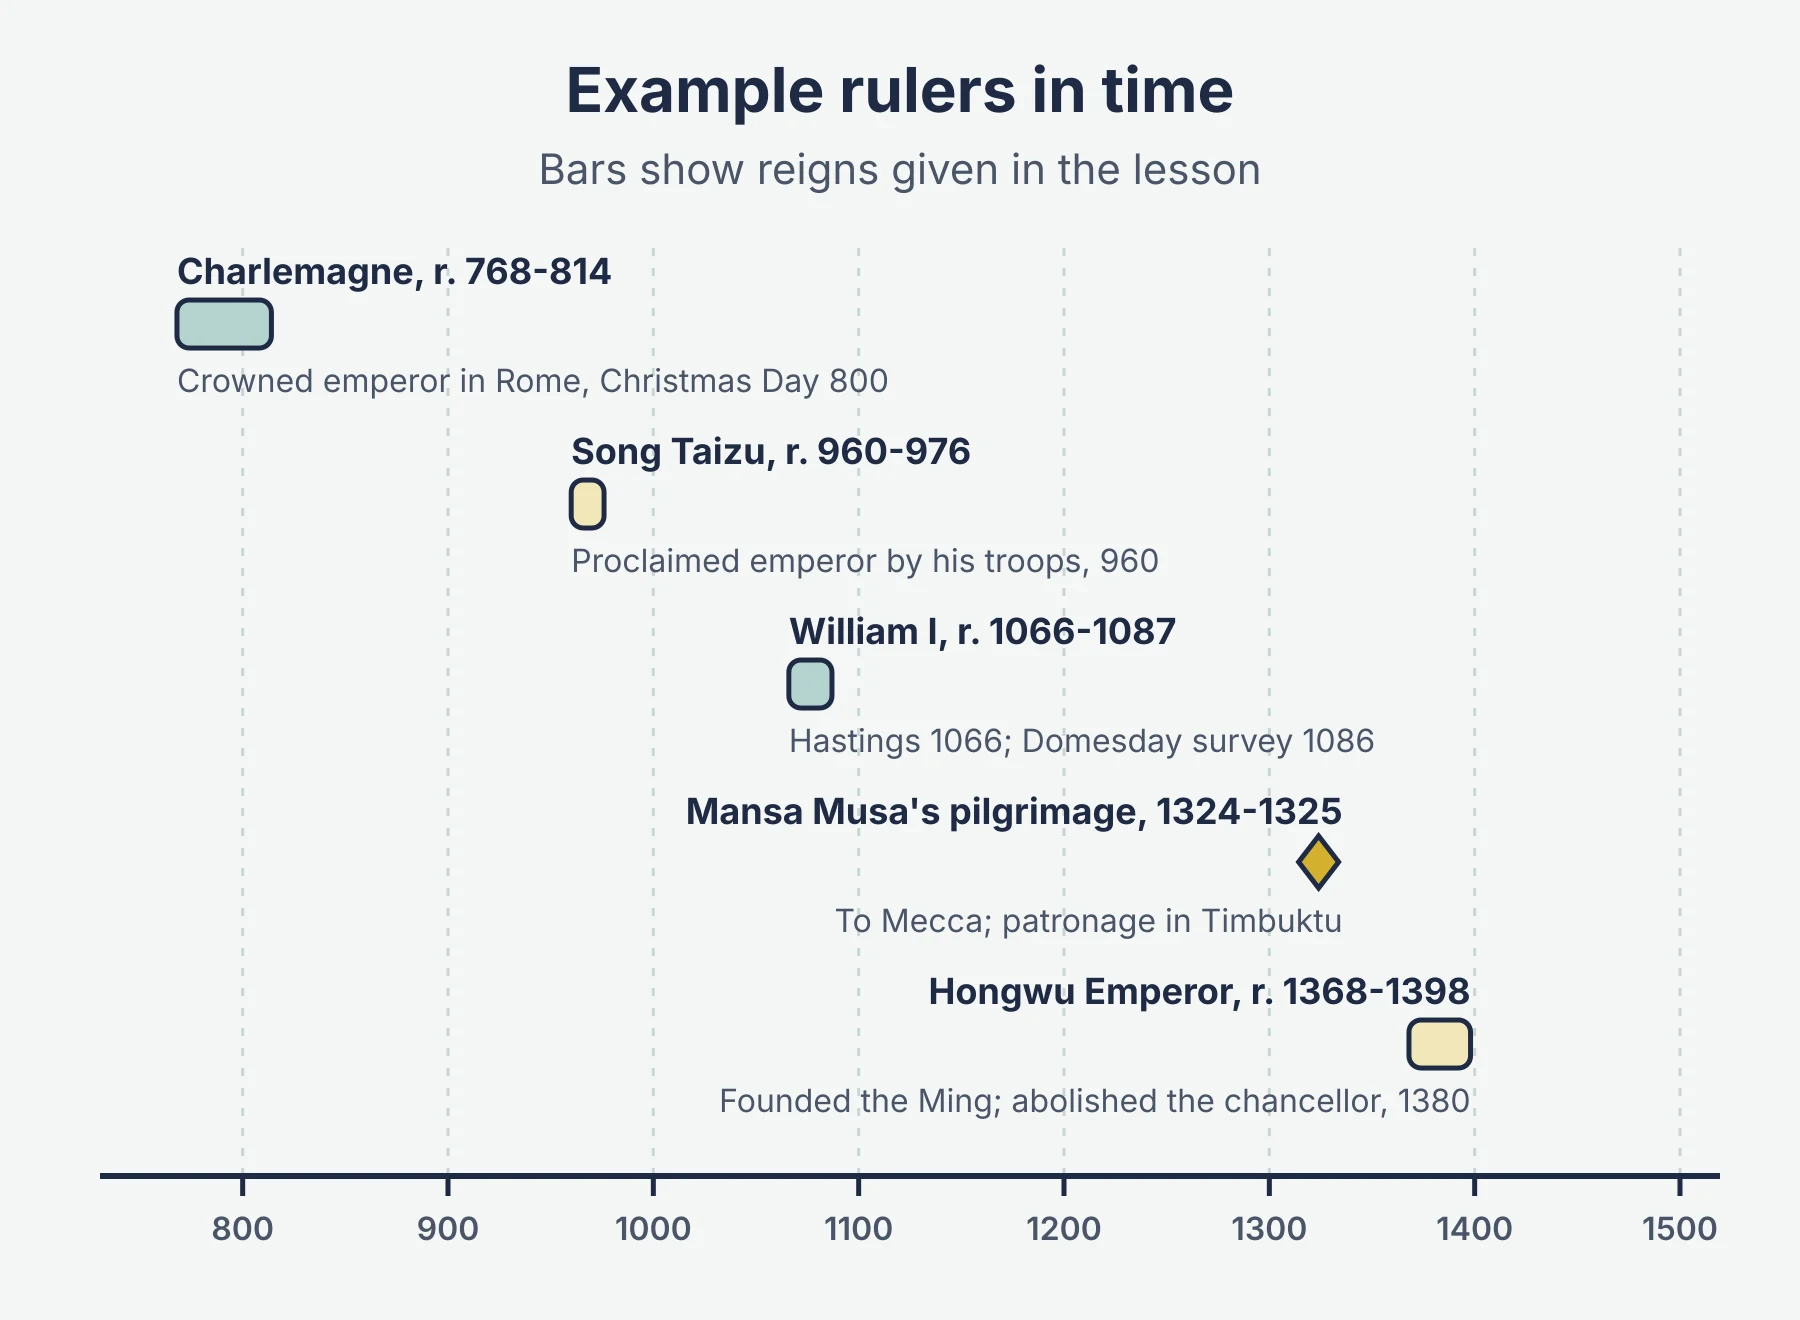 Example rulers in time
Bars show reigns given in the lesson
Charlemagne, r. 768-814
Crowned emperor in Rome, Christmas Day 800
Song Taizu, r. 960-976
Proclaimed emperor by his troops, 960
William I, r. 1066-1087
Hastings 1066; Domesday survey 1086
Mansa Musa's pilgrimage, 1324-1325
To Mecca; patronage in Timbuktu
Hongwu Emperor, r. 1368-1398
Founded the Ming; abolished the chancellor, 1380
800 900 1000 1100 1200 1300 1400 1500